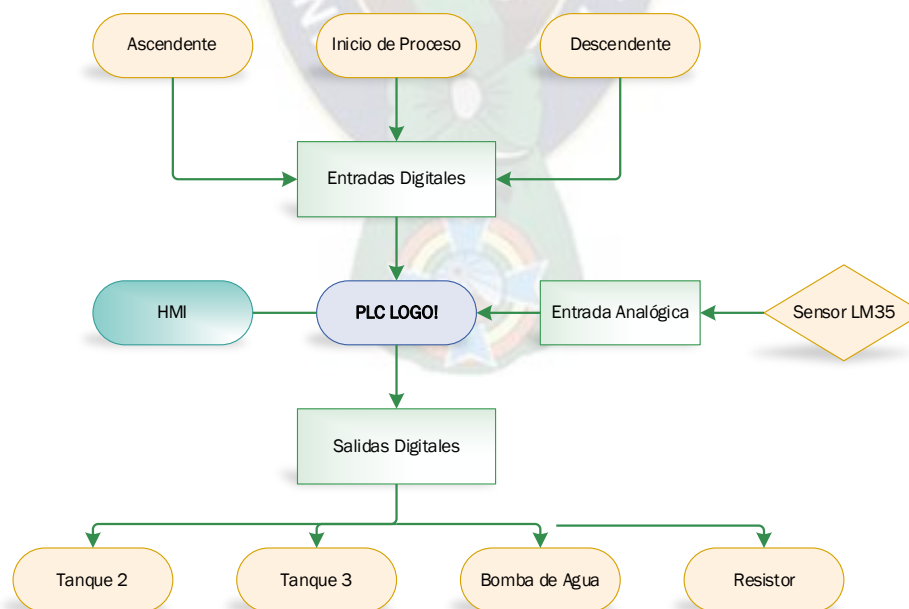 Ascendente
Inicio de Proceso
Descendente
Entradas Digitales
HMI
PLC LOGO!
Entrada Analógica
Sensor LM35
Salidas Digitales
Tanque 2
Tanque 3
Bomba de Agua
Resistor